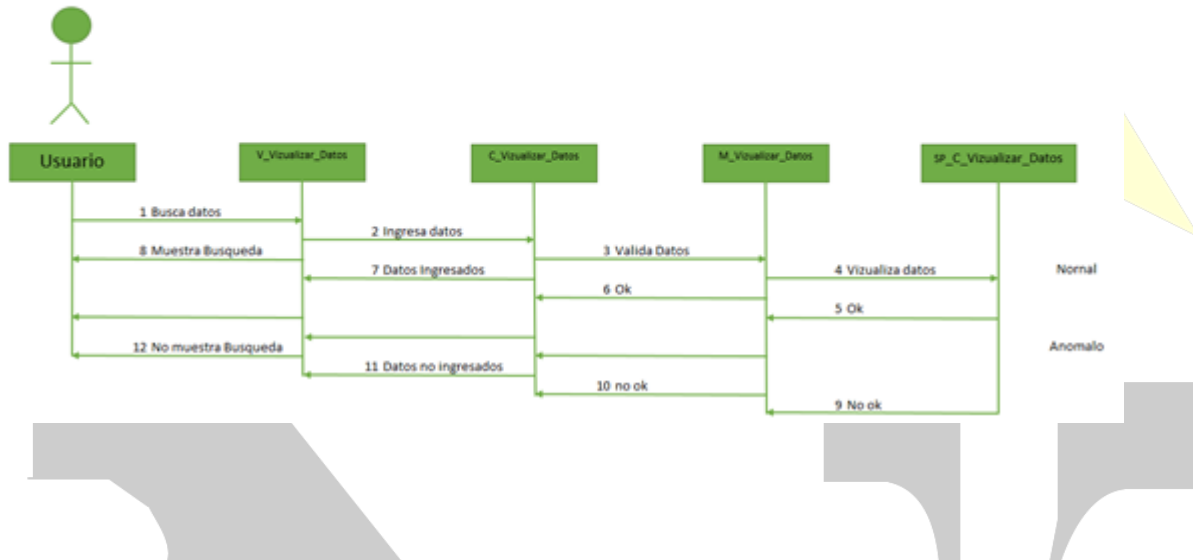 Usuario
V_Vizualizar_Datos
C_Vizualizar_Datos
M_Vizualizar_Datos
SP_C_Vizualizar_Datos
1 Busca datos
2 Ingresa datos
8 Muestra Busqueda
3 Valida Datos
7 Datos Ingresados
4 Vizualiza datos
Nornal
6 Ok
5 Ok
12 No muestra Busqueda
Anomalo
11 Datos no ingresados
10 no ok
9 No ok